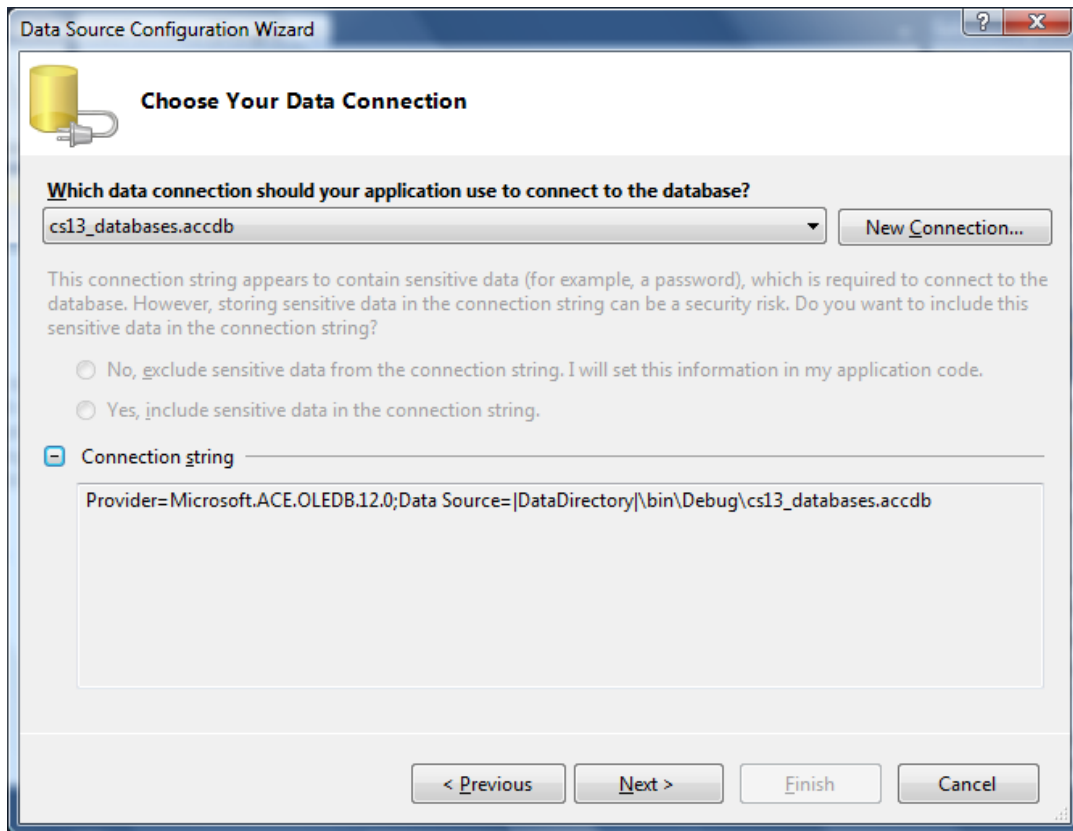 Data Source Configuration Wizard
?
X
Choose Your Data Connection
Which data connection should your application use to connect to the database?
cs13_databases.accdb
New Connection...
This connection string appears to contain sensitive data (for example, a password), which is required to connect to the
database. However, storing sensitive data in the connection string can be a security risk. Do you want to include this
sensitive data in the connection string?
No, exclude sensitive data from the connection string. I will set this information in my application code.
Yes, include sensitive data in the connection string.
Connection string
Provider=Microsoft.ACE.OLEDB.12.0;Data Source=|DataDirectory|\bin\Debug\cs13_databases.accdb
< Previous
Next >
Finish
Cancel